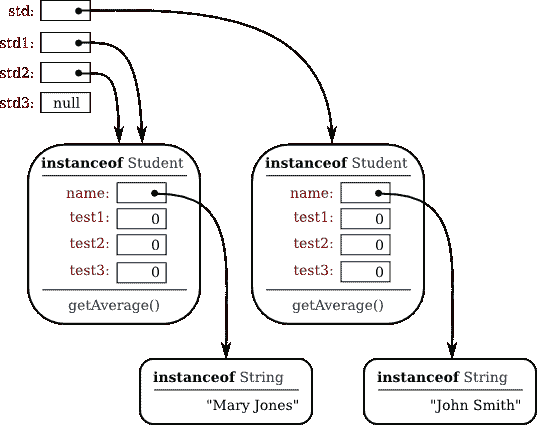 std:
std1:
std2:
std3: null
instanceof Student
name:
test1: 0
test2: 0
test3: 0
getAverage()
instanceof Student
name:
test1: 0
test2: 0
test3: 0
getAverage()
instanceof String
"Mary Jones"
instanceof String
"John Smith"